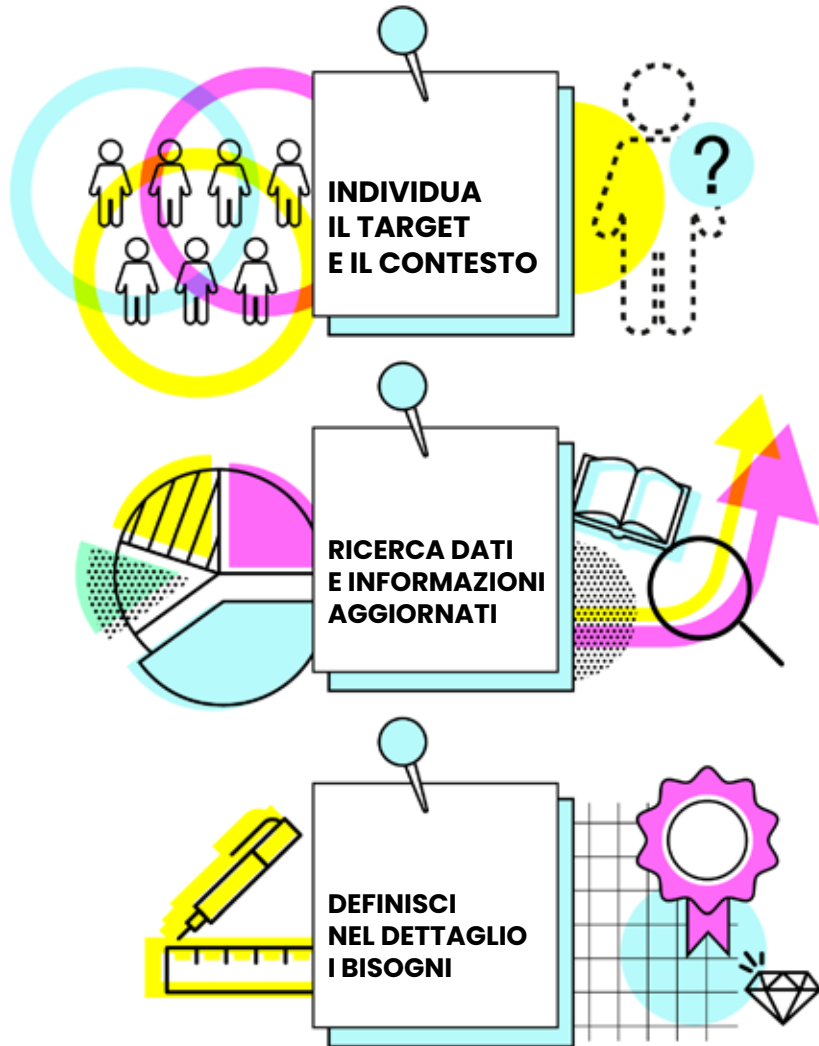 INDIVIDUA
IL TARGET
E IL CONTESTO
?
RICERCA DATI
E INFORMAZIONI
AGGIORNATI
DEFINISCI
NEL DETTAGLIO
I BISOGNI